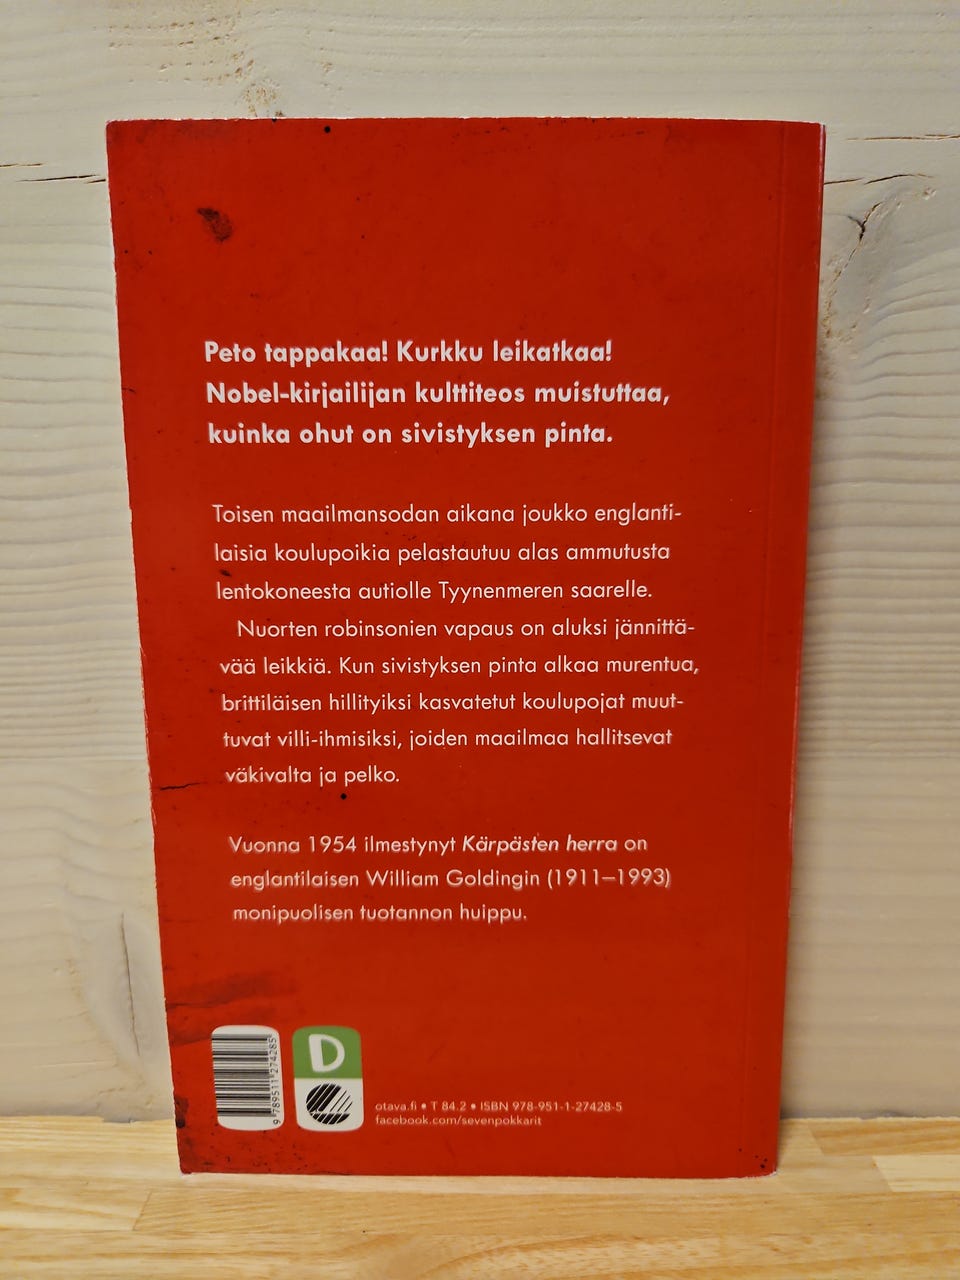 Peto tappakaa! Kurkku leikatkaa!
Nobel-kirjailijan kulttiteos muistuttaa,
kuinka ohut on sivistyksen pinta.
Toisen maailmansodan aikana joukko englanti-
laisia koulupoikia pelastautuu alas ammutusta
lentokoneesta autiolle Tyynenmeren saarelle.
Nuorten robinsonien vapaus on aluksi jännittä-
vää leikkiä. Kun sivistyksen pinta alkaa murentua,
brittiläisen hillityiksi kasvatetut koulupojat muut-
tuvat villi-ihmisiksi, joiden maailmaa hallitsevat
väkivalta ja pelko.
Vuonna 1954 ilmestynyt Kärpästen herra on
englantilaisen William Goldingin (1911–1993)
monipuolisen tuotannon huippu.
9 789511 274285
D
otava.fi • T 84.2 • ISBN 978-951-1-27428-5
facebook.com/sevenpokkarit